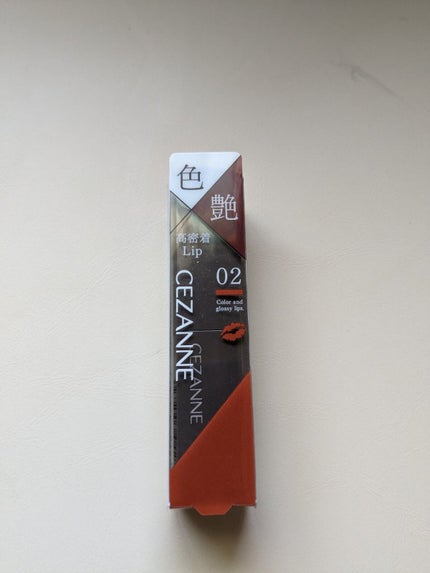 色
艶
高密着
Lip
02
Color and
glossy lips.
CEZANNE
CEZANNE